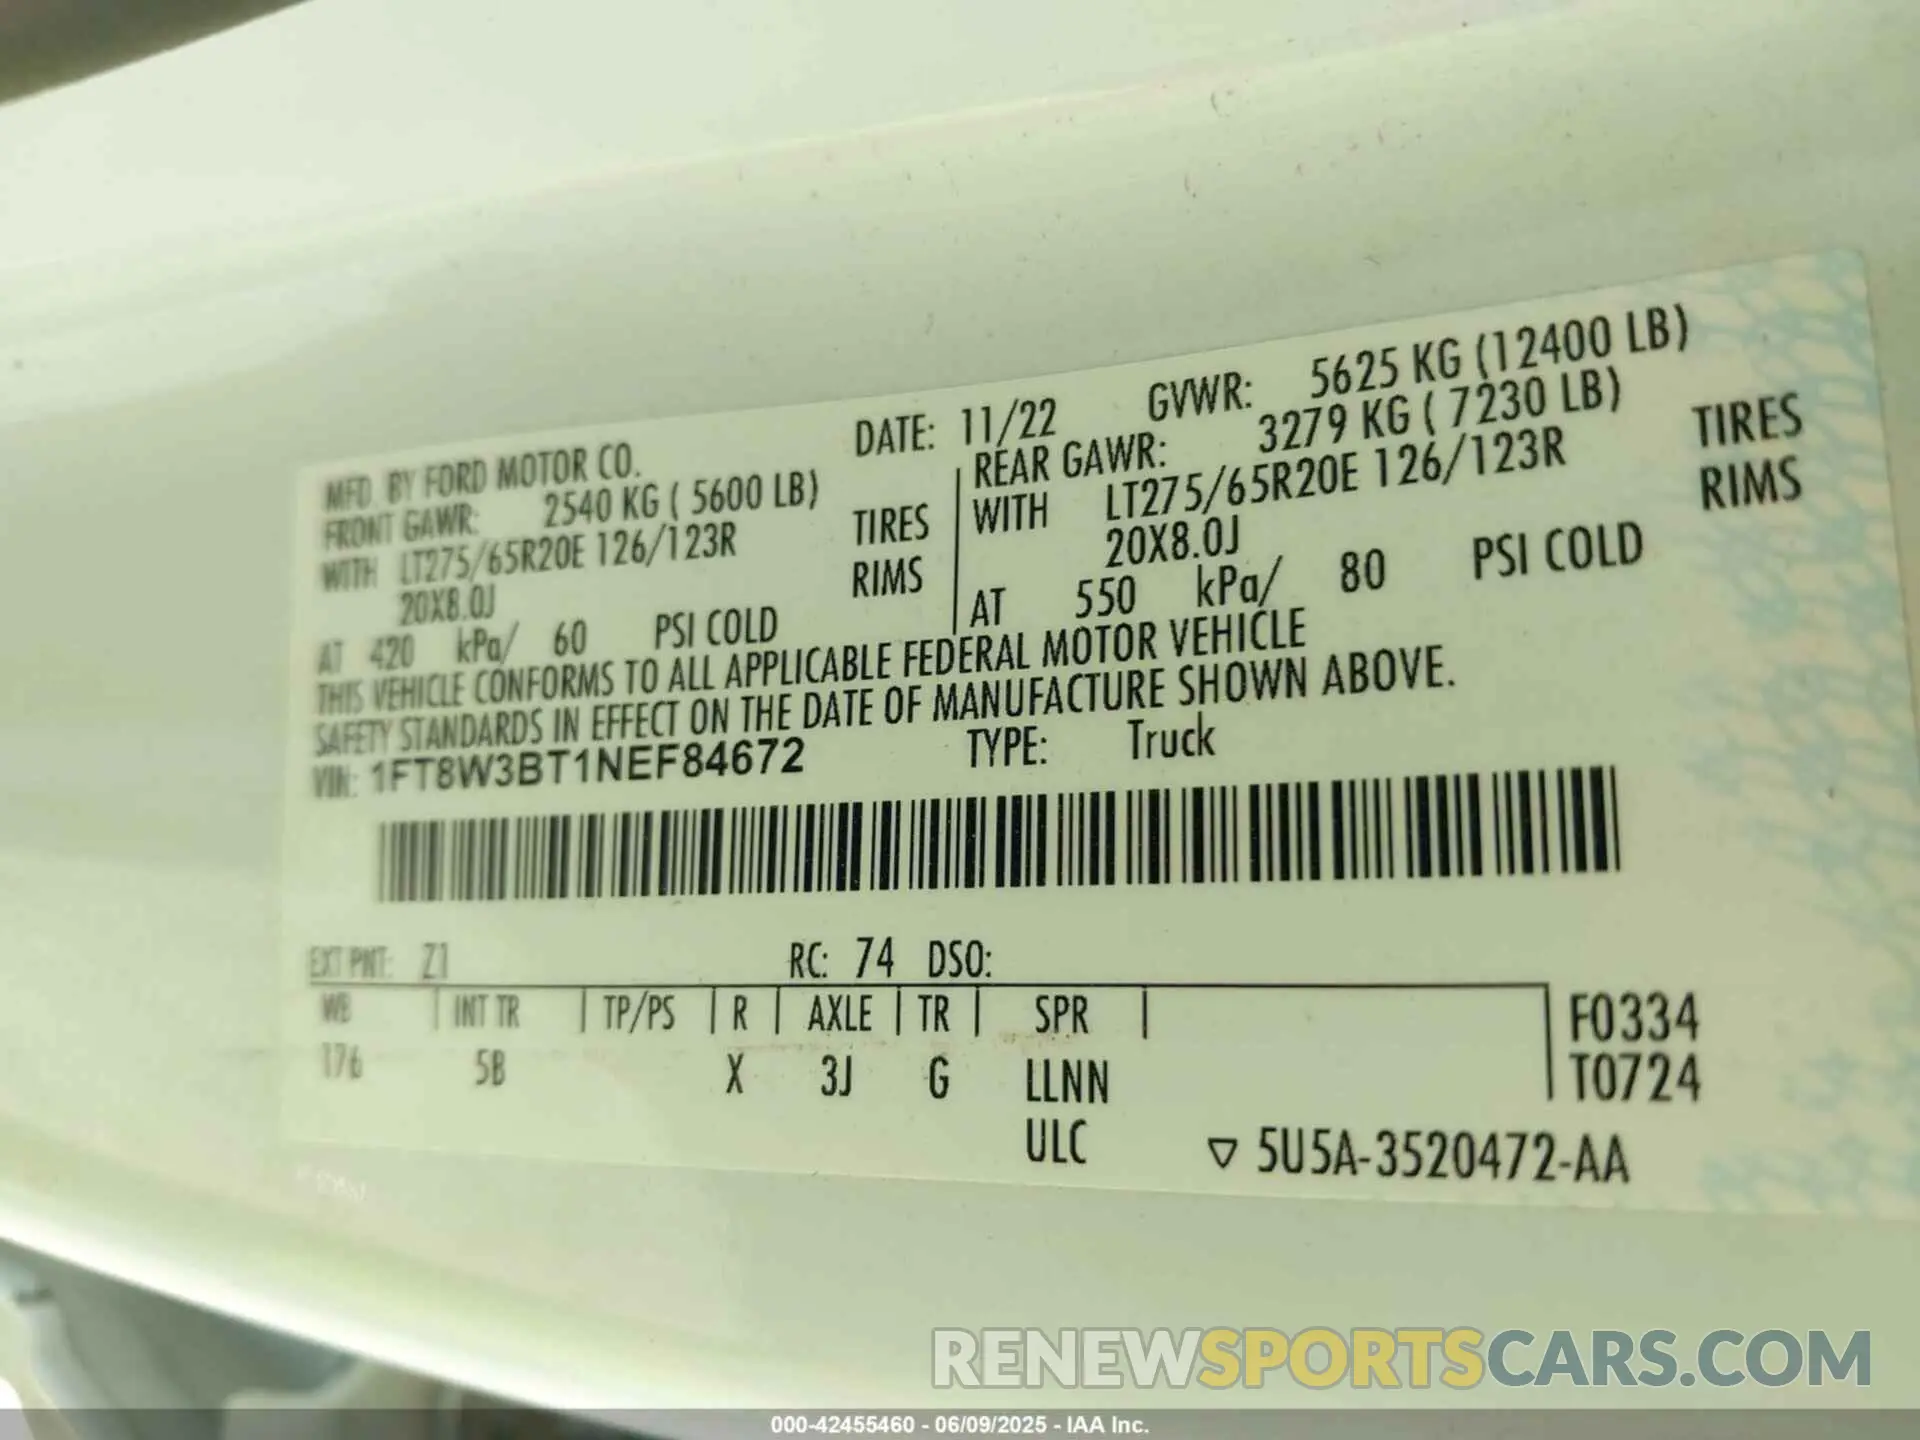 MFD. BY FORD MOTOR CO. DATE: 11/22 GVWR: 5625 KG (12400 LB)
FRONT GAWR: 2540 KG ( 5600 LB) REAR GAWR: 3279 KG ( 7230 LB)
WITH LT275/65R20E 126/123R TIRES WITH LT275/65R20E 126/123R TIRES
20X8.0J RIMS 20X8.0J RIMS
AT 420 kPa/ 60 PSI COLD AT 550 kPa/ 80 PSI COLD
THIS VEHICLE CONFORMS TO ALL APPLICABLE FEDERAL MOTOR VEHICLE
SAFETY STANDARDS IN EFFECT ON THE DATE OF MANUFACTURE SHOWN ABOVE.
VIN: 1FT8W3BT1NEF84672 TYPE: Truck
EXT PNT: Z1 RC: 74 DSO:
WB INT TR TP/PS R AXLE TR SPR F0334
176 5B X 3J G LLNN T0724
ULC ▽ 5U5A-3520472-AA
RENEWSPORTSCARS.COM
000-42455460 - 06/09/2025 - IAA Inc.